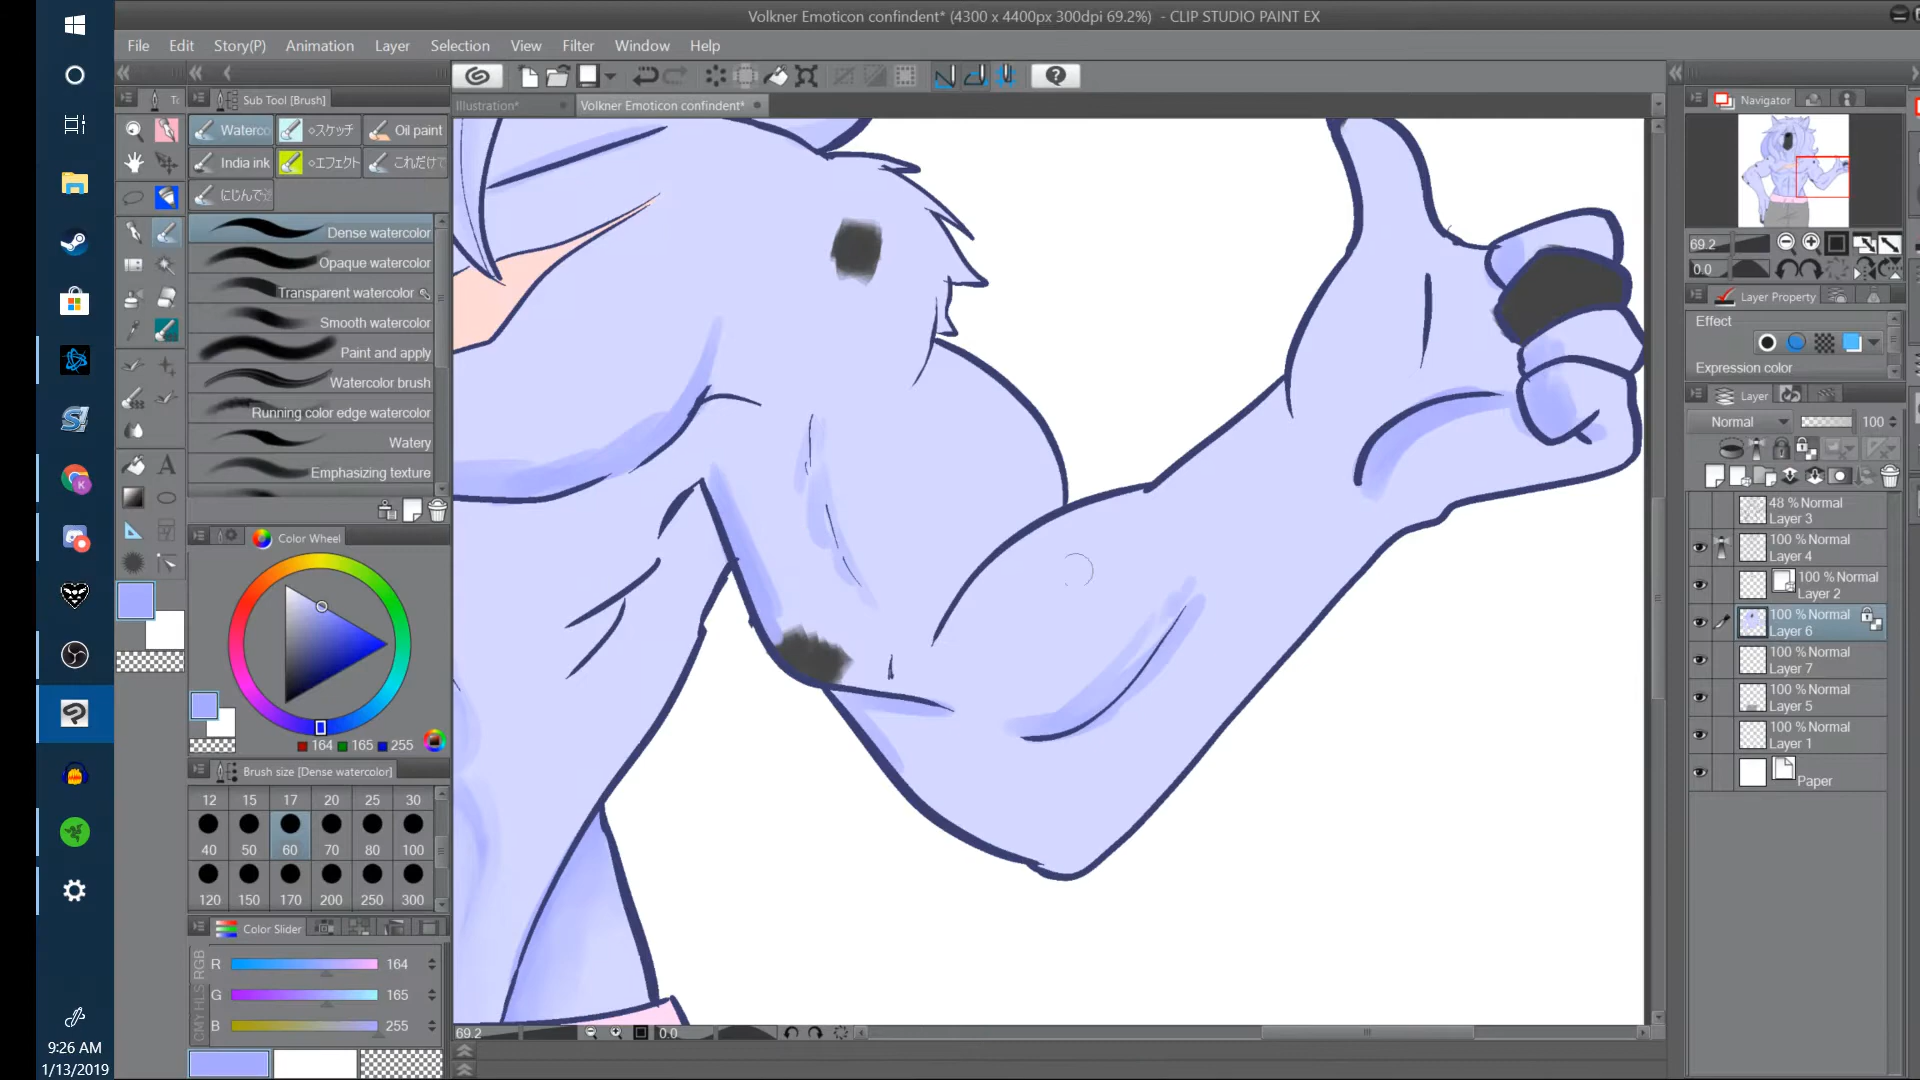 Volkner Emoticon confindent* (4300 x 4400px 300dpi 69.2%) - CLIP STUDIO PAINT EX
File Edit Story(P) Animation Layer Selection View Filter Window Help
Sub Tool [Brush]
Illustration*
Volkner Emoticon confindent*
Navigator
Waterco
○スケッチ
Oil paint
India ink
○エフェクト
これだけで
にじんで
Dense watercolor
Opaque watercolor
Transparent watercolor
Smooth watercolor
Paint and apply
Watercolor brush
Running color edge watercolor
Watery
Emphasizing texture
Color Wheel
164 165 255
Brush size [Dense watercolor]
12 15 17 20 25 30
40 50 60 70 80 100
120 150 170 200 250 300
Color Slider
CMY HLS RGB
R 164
G 165
B 255
69.2 0.0
69.2
0.0
Layer Property
Effect
Expression color
Layer
Normal 100
48 % Normal
Layer 3
100 % Normal
Layer 4
100 % Normal
Layer 2
100 % Normal
Layer 6
100 % Normal
Layer 7
100 % Normal
Layer 5
100 % Normal
Layer 1
Paper
9:26 AM
1/13/2019